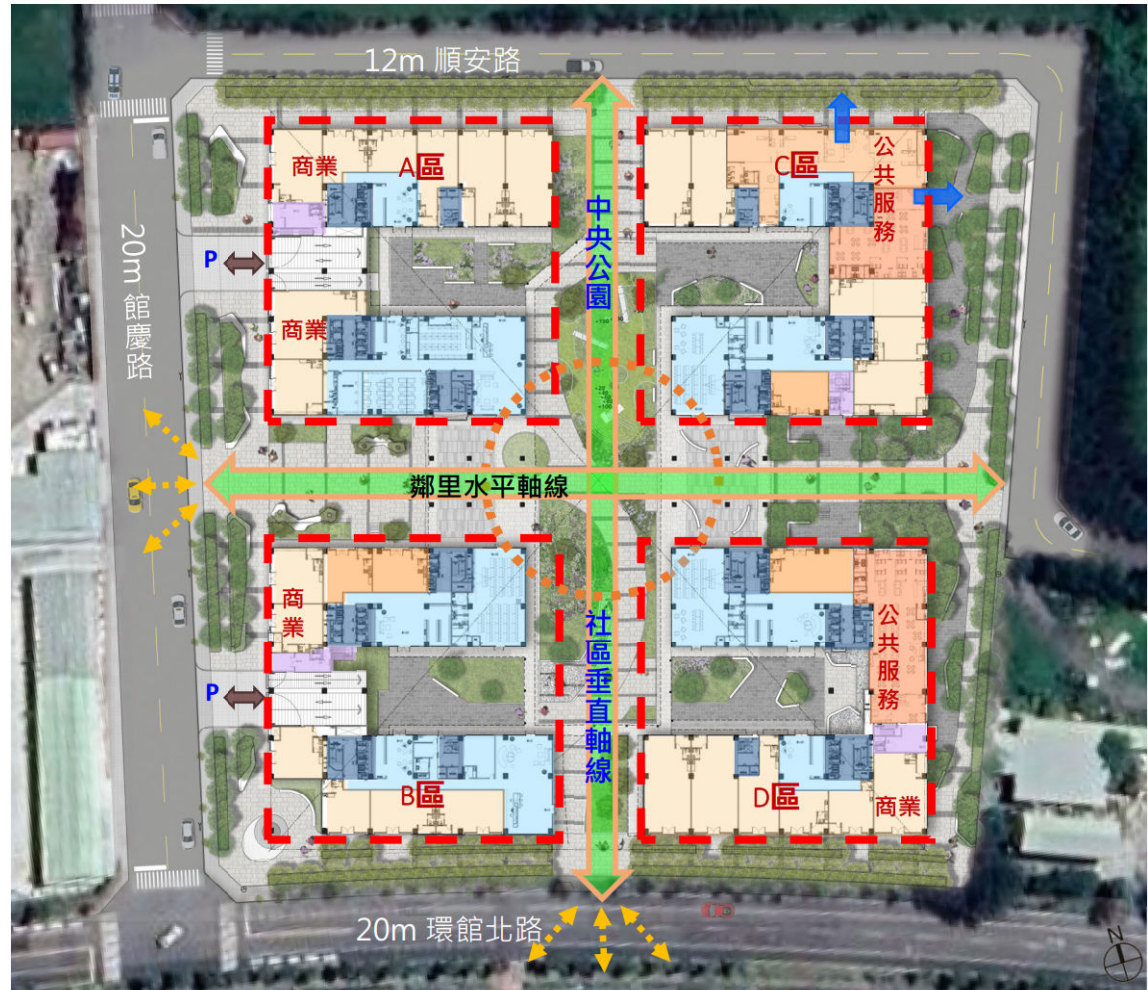 12m 順安路
商業
A區
C區
公共服務
中央公園
20m 館慶路
P
商業
鄰里水平軸線
商業
社區垂直軸線
公共服務
P
B區
D區
商業
20m 環館北路
N